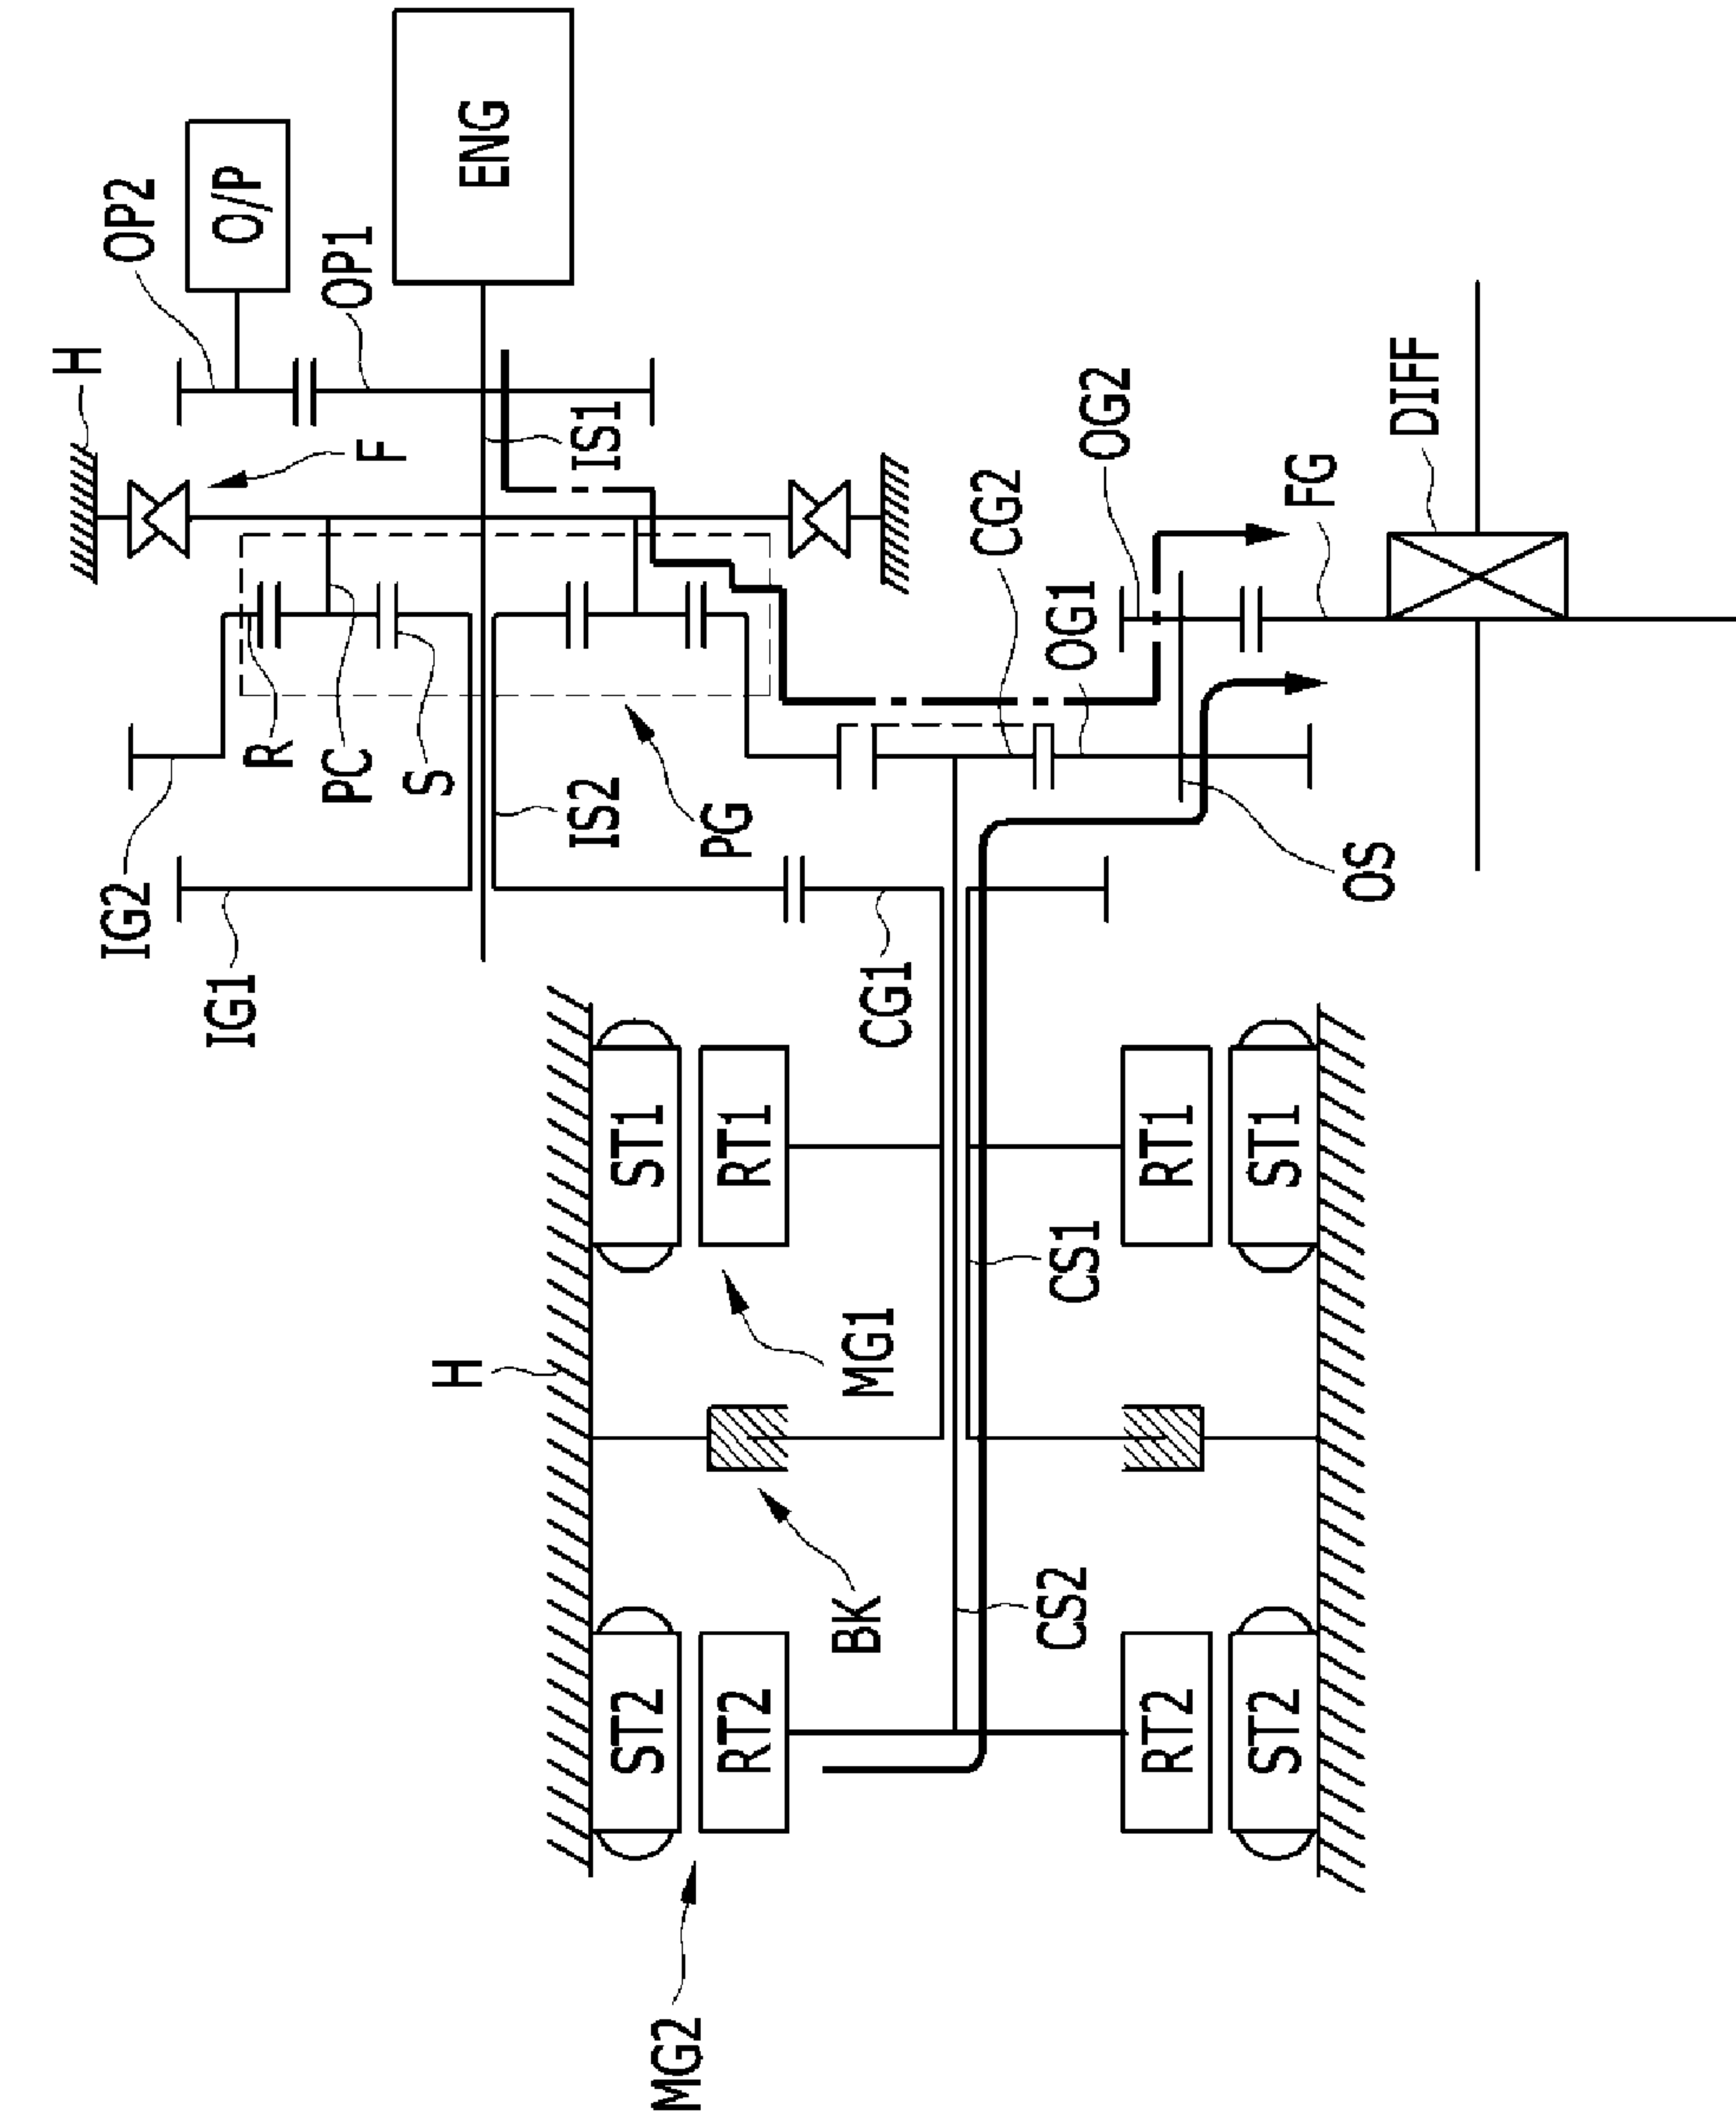 MG2
ST2
RT2
RT2
ST2
BK
CS2
H
MG1
CS1
ST1
RT1
RT1
ST1
IG1
IG2
CG1
OS
R
PC
S
IS2
PG
OG1
CG2
FG
OG2
DIFF
H
F
IS1
OP2
OP1
O/P
ENG